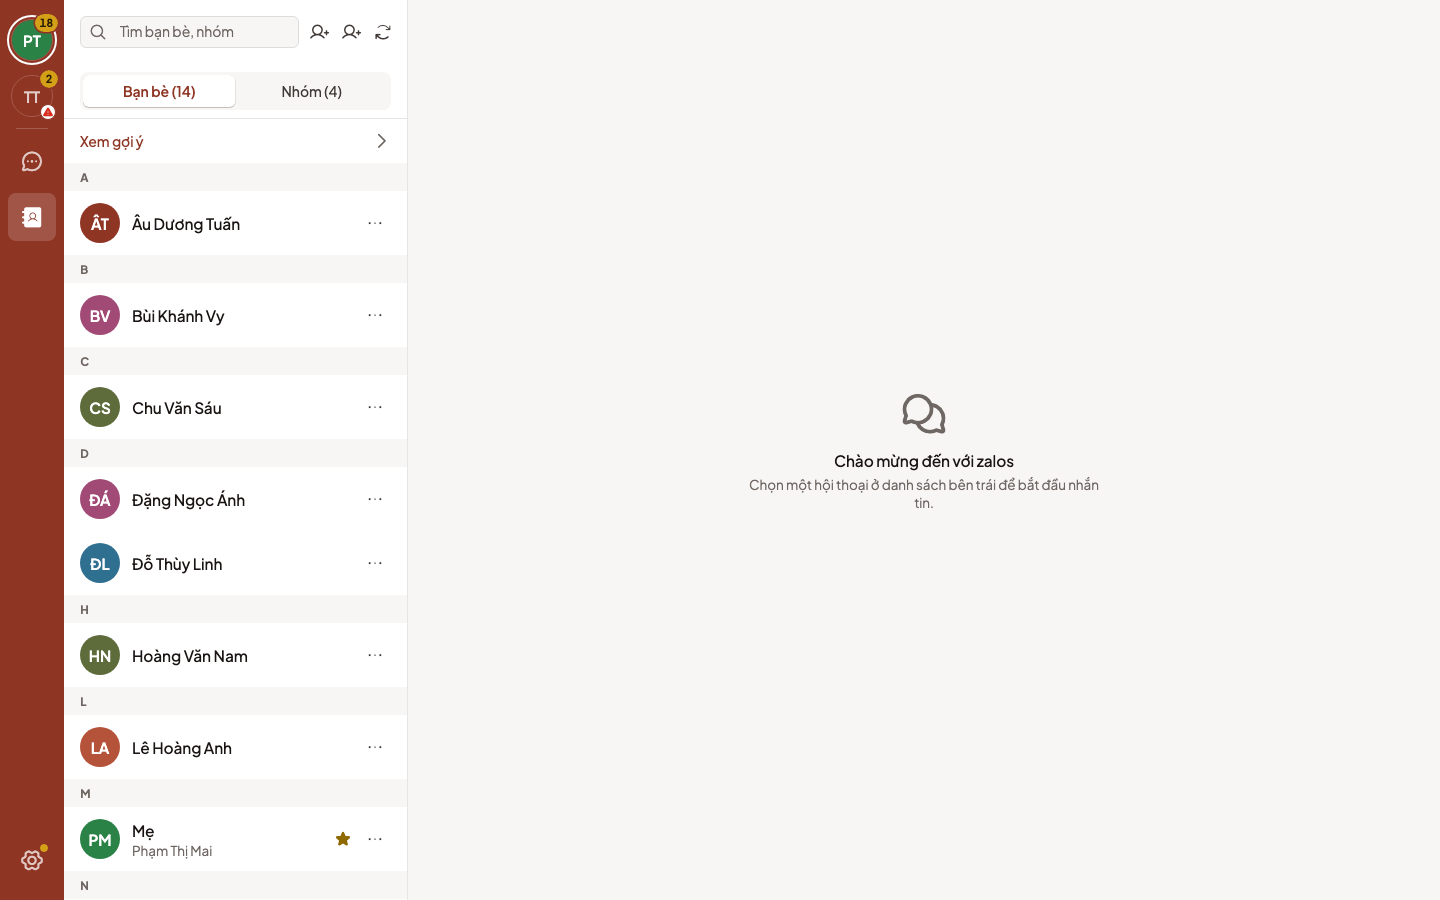 18
PT
2
TT
Tìm bạn bè, nhóm
Bạn bè (14)
Nhóm (4)
Xem gợi ý
A
ÂT
Âu Dương Tuấn
B
BV
Bùi Khánh Vy
C
CS
Chu Văn Sáu
D
ĐÁ
Đặng Ngọc Ánh
ĐL
Đỗ Thùy Linh
H
HN
Hoàng Văn Nam
L
LA
Lê Hoàng Anh
M
PM
Mẹ
Phạm Thị Mai
N
Chào mừng đến với zalos
Chọn một hội thoại ở danh sách bên trái để bắt đầu nhắn
tin.